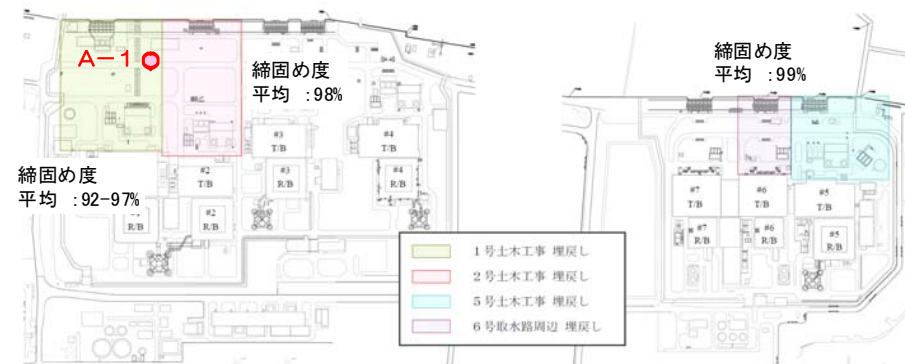 A-1
締固め度
平均 :98%
締固め度
平均 :92-97%
締固め度
平均 :99%
#3
T/B
#4
T/B
#2
T/B
#3
R/B
#4
R/B
R/B
#2
R/B
#7
T/B
#6
T/B
#5
T/B
#7
R/B
#6
R/B
#5
R/B
1号土木工事 埋戻し
2号土木工事 埋戻し
5号土木工事 埋戻し
6号取水路周辺 埋戻し